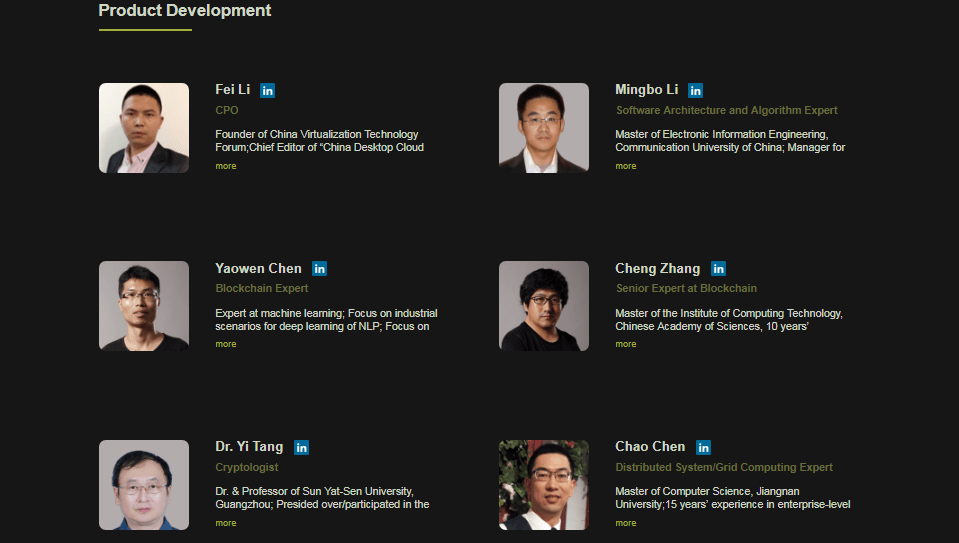 Product Development
Fei Li in
CPO
Founder of China Virtualization Technology
Forum;Chief Editor of “China Desktop Cloud
more
Mingbo Li in
Software Architecture and Algorithm Expert
Master of Electronic Information Engineering,
Communication University of China; Manager for
more
Yaowen Chen in
Blockchain Expert
Expert at machine learning; Focus on industrial
scenarios for deep learning of NLP; Focus on
more
Cheng Zhang in
Senior Expert at Blockchain
Master of the Institute of Computing Technology,
Chinese Academy of Sciences, 10 years’
more
Dr. Yi Tang in
Cryptologist
Dr. & Professor of Sun Yat-Sen University,
Guangzhou; Presided over/participated in the
more
Chao Chen in
Distributed System/Grid Computing Expert
Master of Computer Science, Jiangnan
University;15 years’ experience in enterprise-level
more